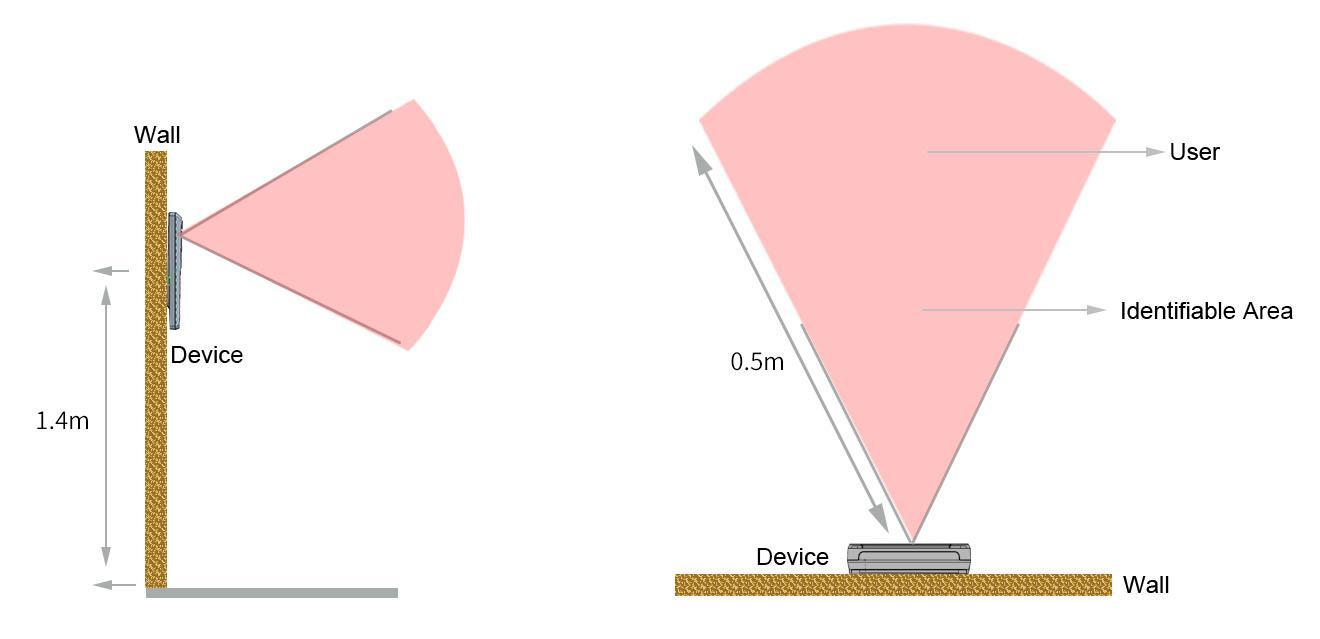 Wall
Device
1.4m
User
Identifiable Area
0.5m
Device
Wall